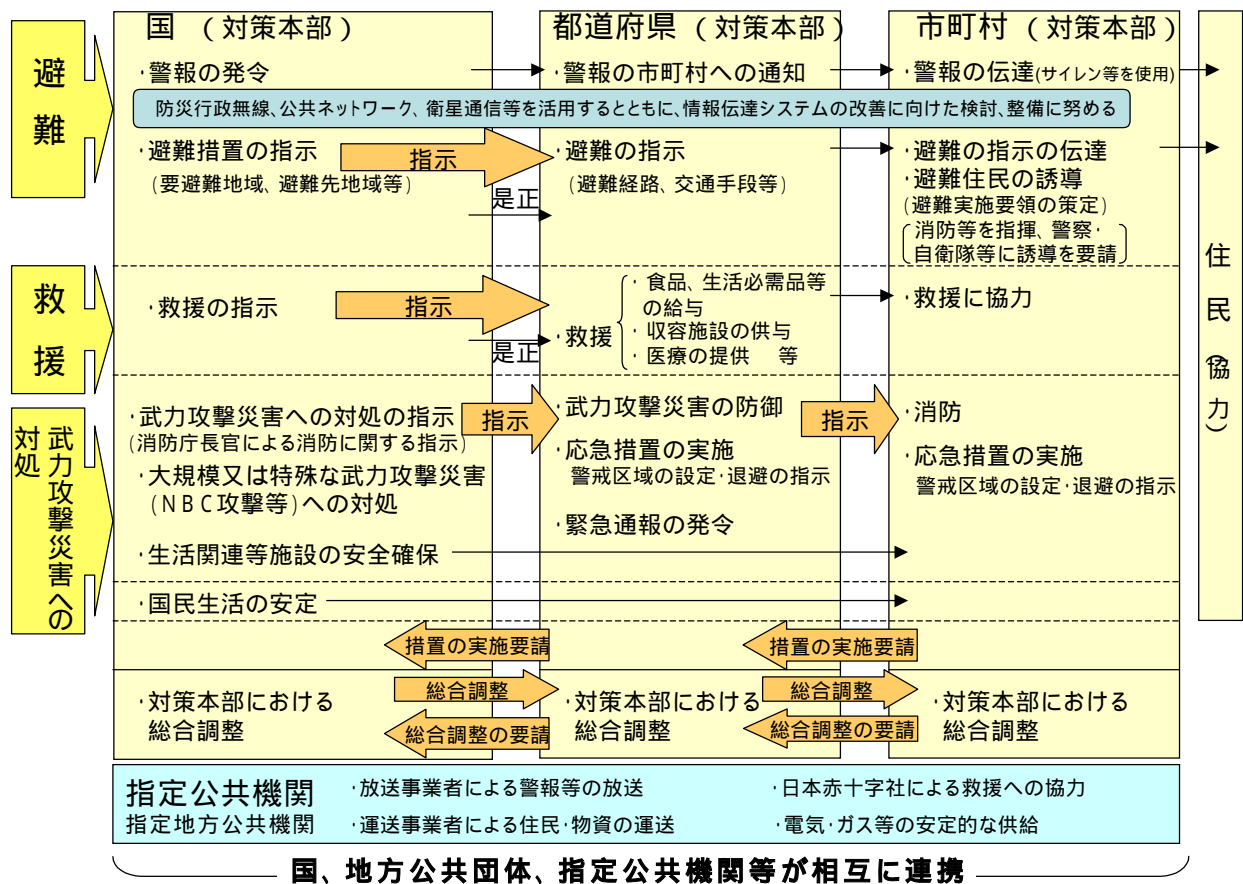 国 (対策本部)
都道府県 (対策本部)
市町村 (対策本部)
避難
・警報の発令
・警報の市町村への通知
・警報の伝達(サイレン等を使用)
防災行政無線、公共ネットワーク、衛星通信等を活用するとともに、情報伝達システムの改善に向けた検討、整備に努める
・避難措置の指示
(要避難地域、避難先地域等)
指示
是正
・避難の指示
(避難経路、交通手段等)
・避難の指示の伝達
・避難住民の誘導
(避難実施要領の策定)
消防等を指揮、警察・
自衛隊等に誘導を要請
住民(協力)
救援
・救援の指示
指示
是正
・救援
・食品、生活必需品等
の給与
・収容施設の供与
・医療の提供 等
・救援に協力
武力攻撃災害への
対処
・武力攻撃災害への対処の指示
(消防庁長官による消防に関する指示)
・大規模又は特殊な武力攻撃災害
(NBC攻撃等)への対処
・生活関連等施設の安全確保
指示
・武力攻撃災害の防御
・応急措置の実施
警戒区域の設定・退避の指示
・緊急通報の発令
指示
・消防
・応急措置の実施
警戒区域の設定・退避の指示
・国民生活の安定
措置の実施要請
措置の実施要請
・対策本部における
総合調整
総合調整
総合調整の要請
・対策本部における
総合調整
総合調整
総合調整の要請
・対策本部における
総合調整
指定公共機関
指定地方公共機関
・放送事業者による警報等の放送
・日本赤十字社による救援への協力
・運送事業者による住民・物資の運送
・電気・ガス等の安定的な供給
国、地方公共団体、指定公共機関等が相互に連携